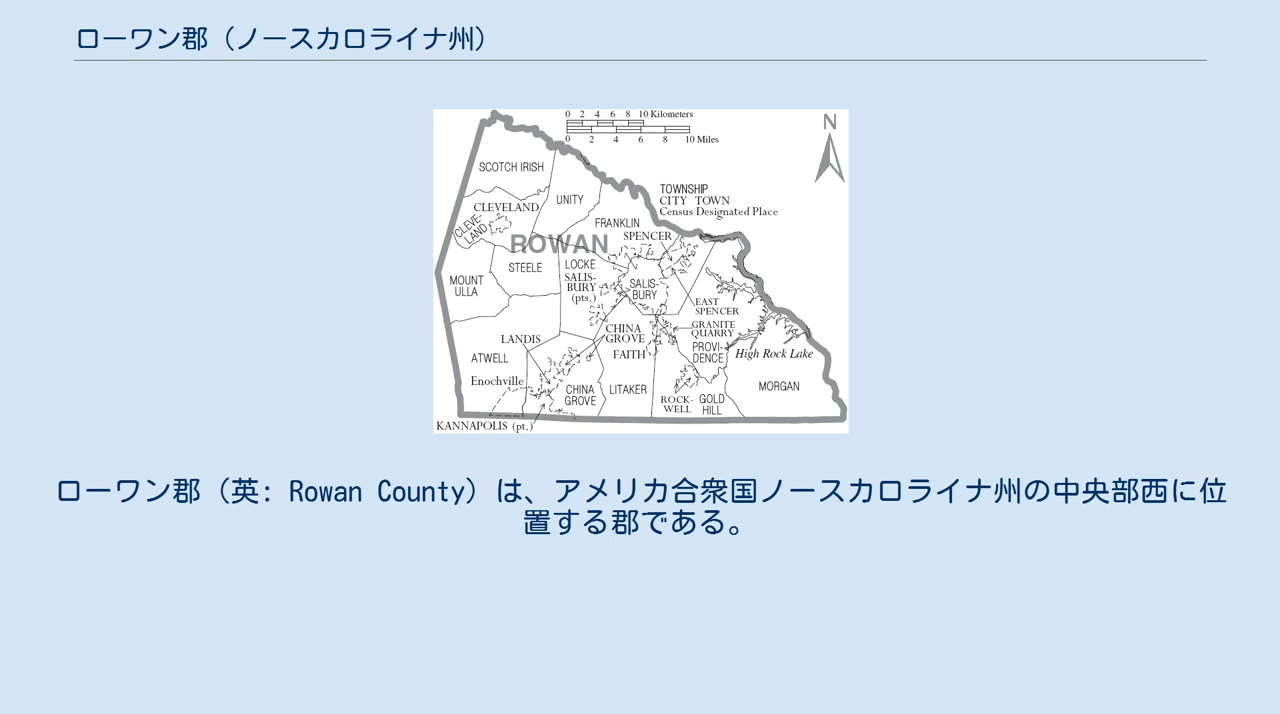 ローワン郡（ノースカロライナ州）
0 2 4 6 8 10 Kilometers
0 2 4 6 8 10 Miles
N
SCOTCH IRISH
UNITY
TOWNSHIP
CITY TOWN
Census Designated Place
CLEVELAND
CLEVE-
LAND
FRANKLIN
SPENCER
ROWAN
MOUNT
ULLA
STEELE
LOCKE
SALIS-
BURY
(pts.)
SALIS-
BURY
EAST
SPENCER
GRANITE
QUARRY
CHINA
GROVE
LANDIS
FAITH
PROVI-
DENCE
High Rock Lake
ATWELL
Enochville
CHINA
GROVE
LITAKER
ROCK-
WELL
GOLD
HILL
MORGAN
KANNAPOLIS (pt.)
ローワン郡（英: Rowan County）は、アメリカ合衆国ノースカロライナ州の中央部西に位
置する郡である。